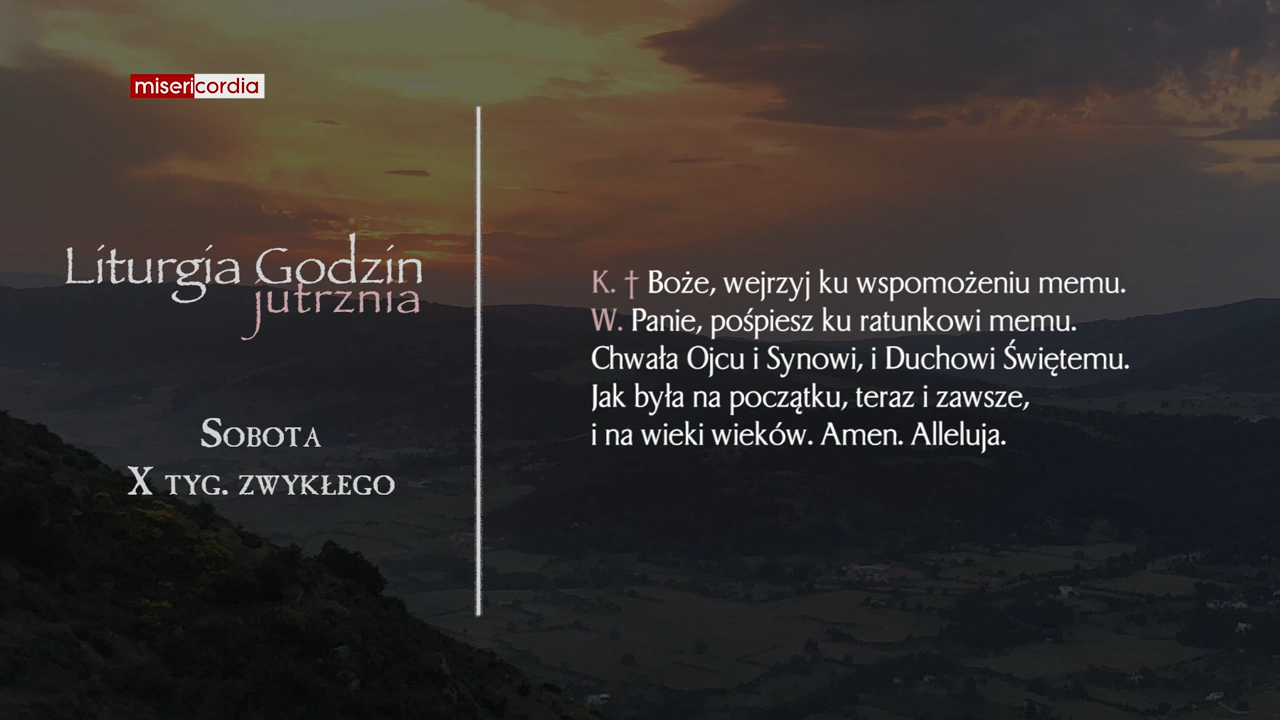 misericordia
Liturgia Godzin
jutrznia
Sobota
X tyg. zwykłego
K. † Boże, wejrzyj ku wspomożeniu memu.
W. Panie, pośpiesz ku ratunkowi memu.
Chwała Ojcu i Synowi, i Duchowi Świętemu.
Jak była na początku, teraz i zawsze,
i na wieki wieków. Amen. Alleluja.